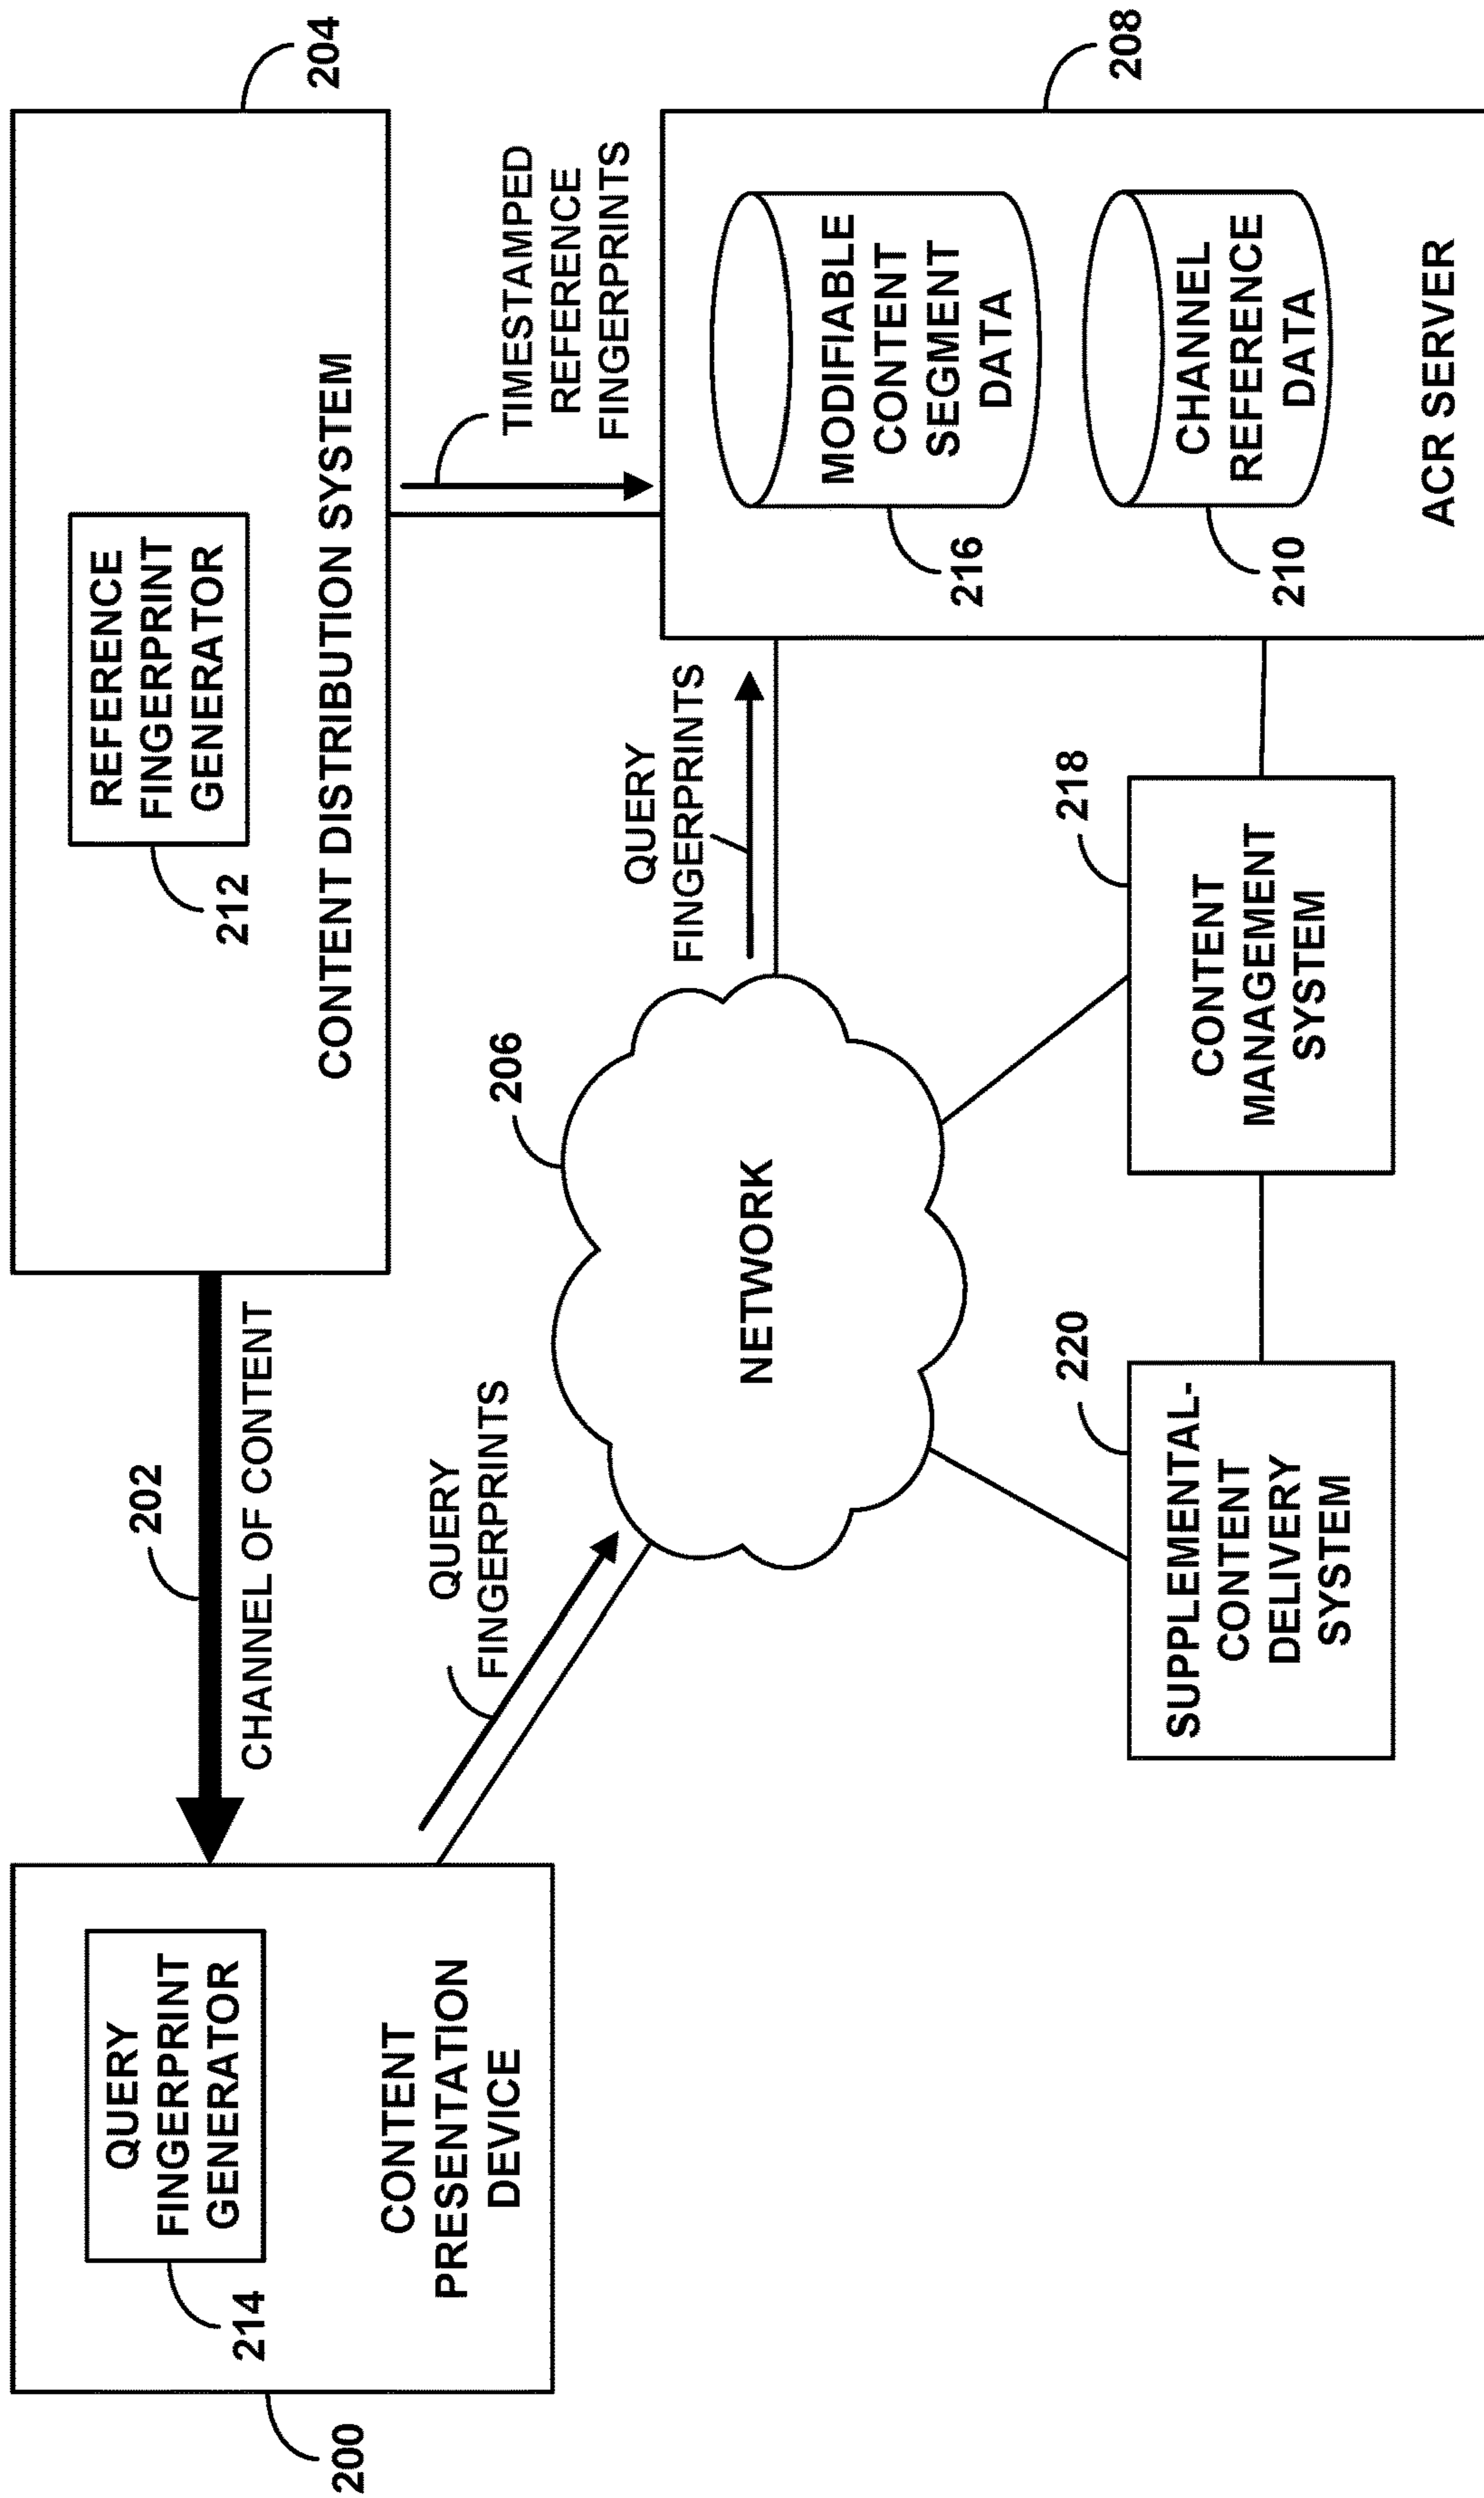 214
QUERY
FINGERPRINT
GENERATOR
CONTENT
PRESENTATION
DEVICE
200
202
CHANNEL OF CONTENT
212
REFERENCE
FINGERPRINT
GENERATOR
CONTENT DISTRIBUTION SYSTEM
204
QUERY
FINGERPRINTS
206
NETWORK
QUERY
FINGERPRINTS
TIMESTAMPED
REFERENCE
FINGERPRINTS
216
MODIFIABLE
CONTENT
SEGMENT
DATA
210
CHANNEL
REFERENCE
DATA
ACR SERVER
208
220
SUPPLEMENTAL-
CONTENT
DELIVERY
SYSTEM
218
CONTENT
MANAGEMENT
SYSTEM